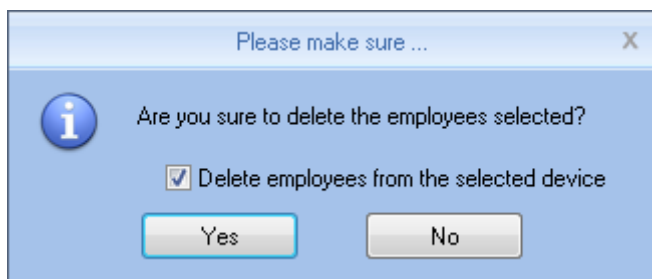 Please make sure ...
X
Are you sure to delete the employees selected?
Delete employees from the selected device
Yes No